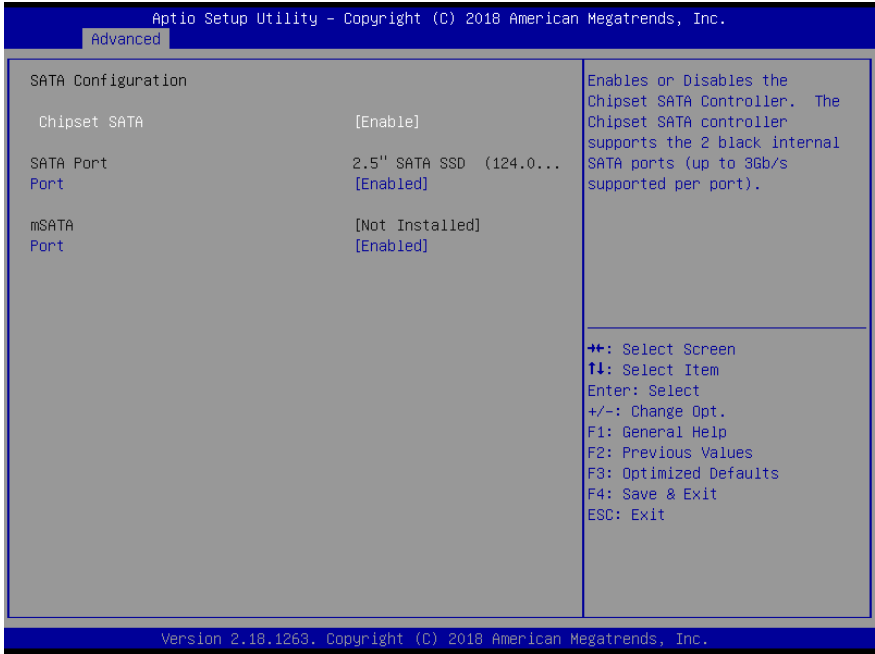 Aptio Setup Utility – Copyright (C) 2018 American Megatrends, Inc.
Advanced
SATA Configuration
Chipset SATA [Enable]
SATA Port 2.5" SATA SSD (124.0...
Port [Enabled]
mSATA [Not Installed]
Port [Enabled]
Enables or Disables the
Chipset SATA Controller. The
Chipset SATA controller
supports the 2 black internal
SATA ports (up to 3Gb/s
supported per port).
→←: Select Screen
↑↓: Select Item
Enter: Select
+/-: Change Opt.
F1: General Help
F2: Previous Values
F3: Optimized Defaults
F4: Save & Exit
ESC: Exit
Version 2.18.1263. Copyright (C) 2018 American Megatrends, Inc.